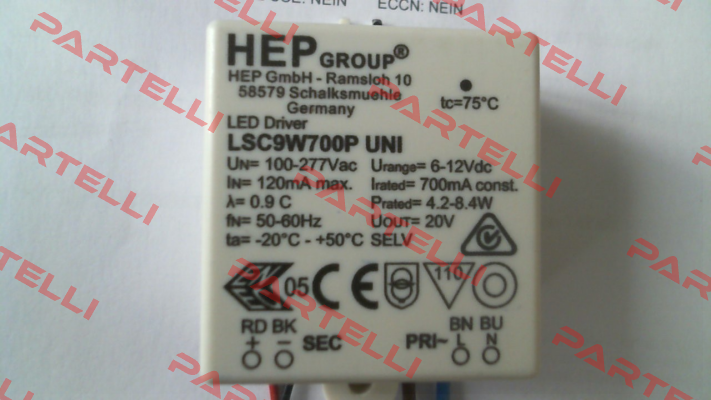 NEIN ECCN: NEIN
HEP GROUP®
HEP GmbH - Ramsloh 10
58579 Schalksmuehle
Germany
tc=75°C
LED Driver
LSC9W700P UNI
UN= 100-277Vac Urange= 6-12Vdc
IN= 120mA max. Irated= 700mA const.
λ= 0.9 C Prated= 4.2-8.4W
fN= 50-60Hz UOUT= 20V
ta= -20°C - +50°C SELV
05 CE 110
RD BK BN BU
+ - SEC PRI~ L N
PARTELLI
PARTELLI
PARTELLI
PARTELLI
PARTELLI
PARTELLI